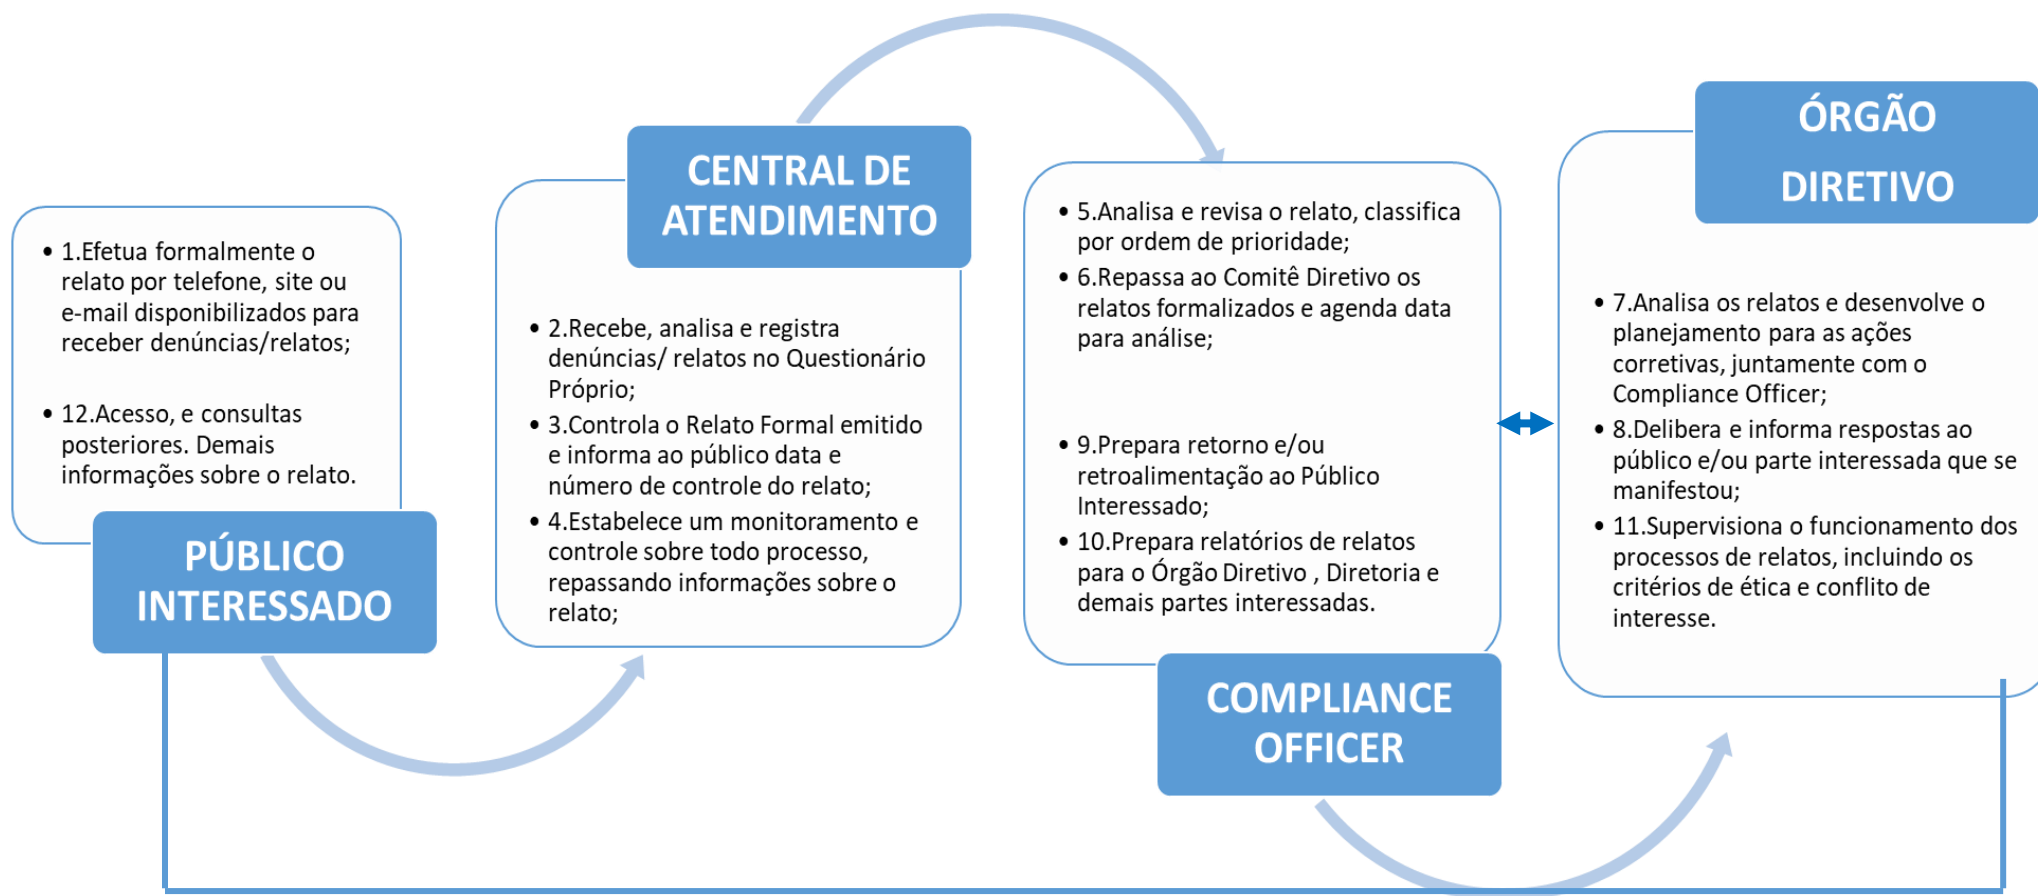 • 1.Efetua formalmente o
relato por telefone, site ou
e-mail disponibilizados para
receber denúncias/relatos;
• 12.Acesso, e consultas
posteriores. Demais
informações sobre o relato.
PÚBLICO
INTERESSADO
CENTRAL DE
ATENDIMENTO
• 2.Recebe, analisa e registra
denúncias/ relatos no Questionário
Próprio;
• 3.Controla o Relato Formal emitido
e informa ao público data e
número de controle do relato;
• 4.Estabelece um monitoramento e
controle sobre todo processo,
repassando informações sobre o
relato;
• 5.Analisa e revisa o relato, classifica
por ordem de prioridade;
• 6.Repassa ao Comitê Diretivo os
relatos formalizados e agenda data
para análise;
• 9.Prepara retorno e/ou
retroalimentação ao Público
Interessado;
• 10.Prepara relatórios de relatos
para o Órgão Diretivo , Diretoria e
demais partes interessadas.
COMPLIANCE
OFFICER
ÓRGÃO
DIRETIVO
• 7.Analisa os relatos e desenvolve o
planejamento para as ações
corretivas, juntamente com o
Compliance Officer;
• 8.Delibera e informa respostas ao
público e/ou parte interessada que se
manifestou;
• 11.Supervisiona o funcionamento dos
processos de relatos, incluindo os
critérios de ética e conflito de
interesse.